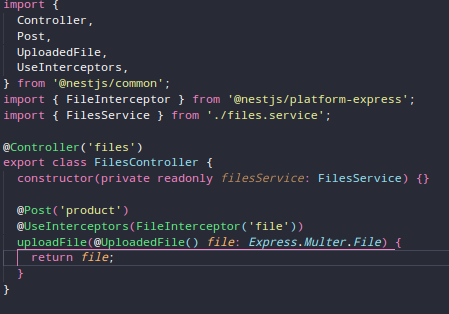 import {
  Controller,
  Post,
  UploadedFile,
  UseInterceptors,
} from '@nestjs/common';
import { FileInterceptor } from '@nestjs/platform-express';
import { FilesService } from './files.service';

@Controller('files')
export class FilesController {
  constructor(private readonly filesService: FilesService) {}

  @Post('product')
  @UseInterceptors(FileInterceptor('file'))
  uploadFile(@UploadedFile() file: Express.Multer.File) {
    return file;
  }
}